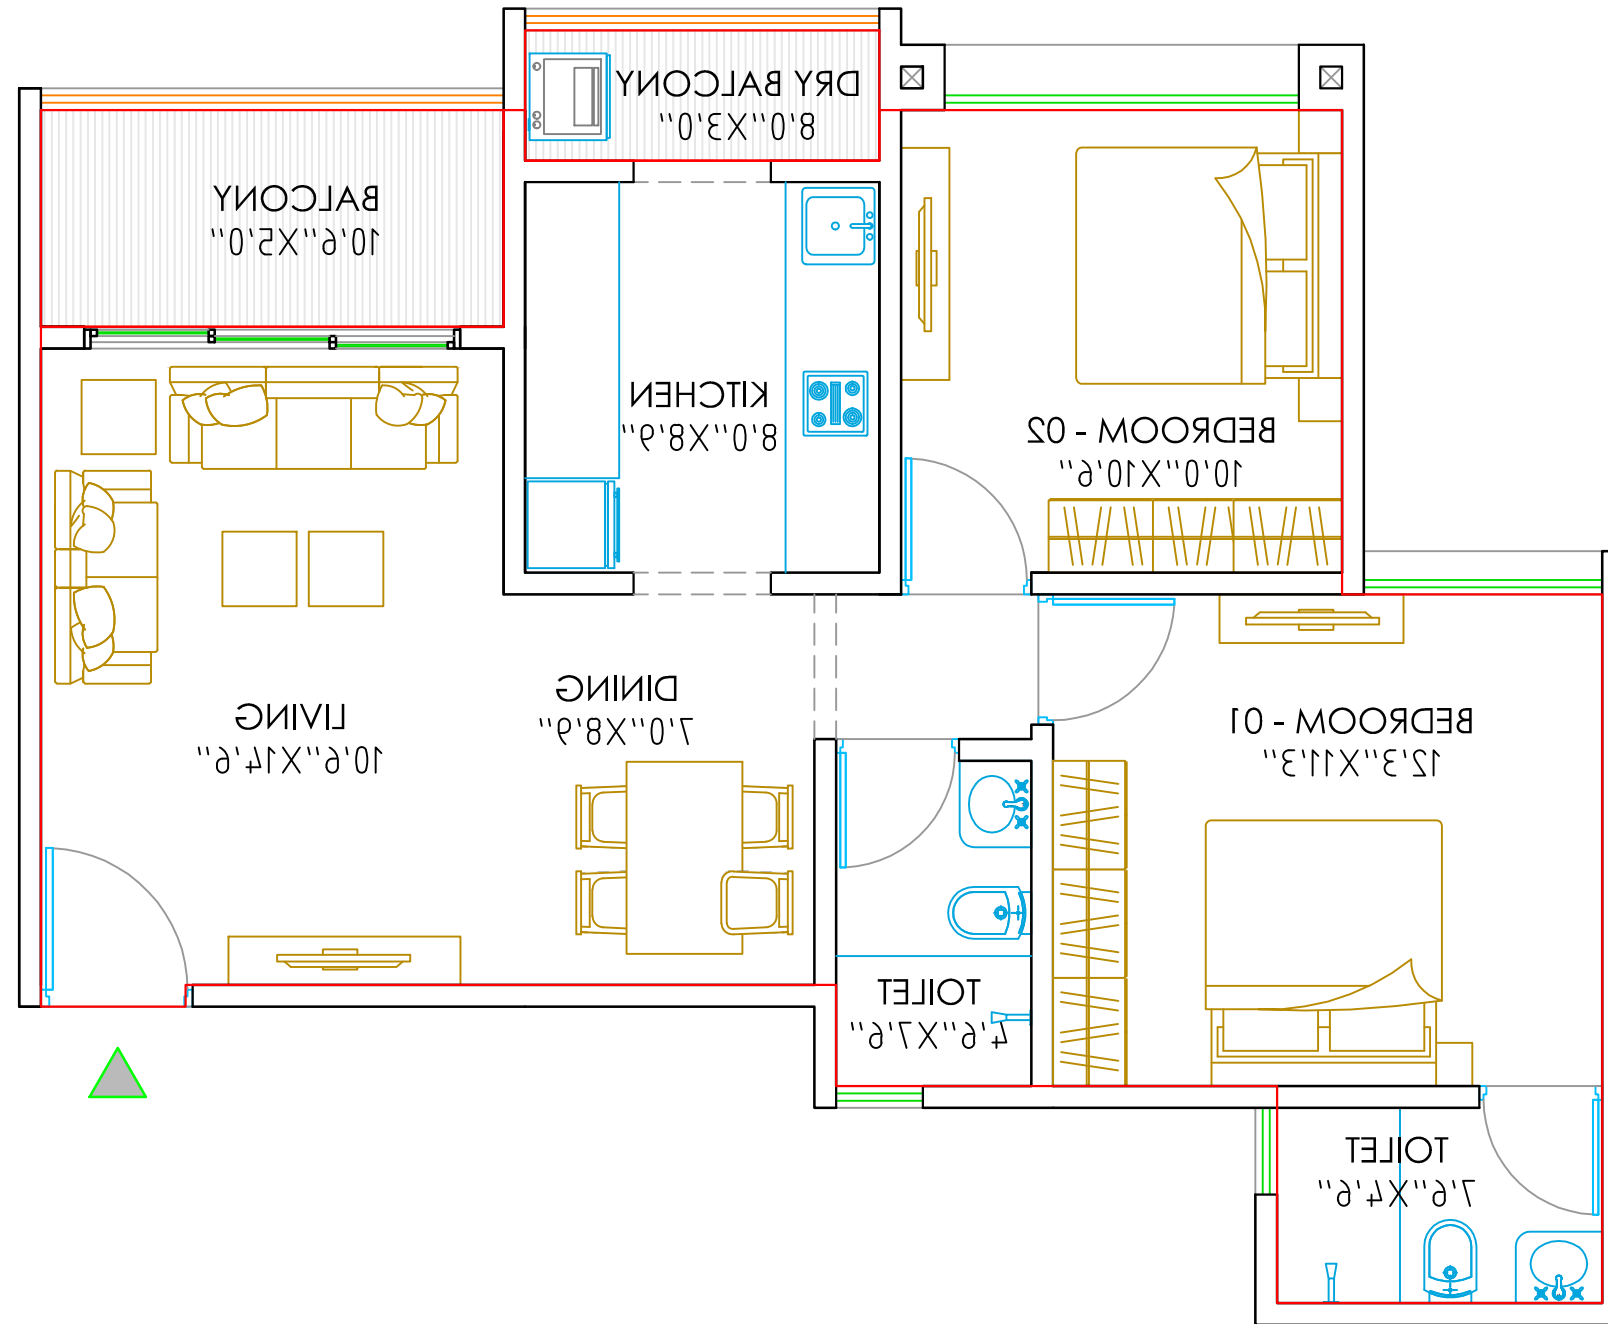 DRY BALCONY
8'0"X3'0"
BALCONY
10'6"X5'0"
KITCHEN
8'0"X8'9"
BEDROOM - 02
10'0"X10'6"
LIVING
10'6"X14'6"
DINING
7'0"X8'9"
BEDROOM - 01
12'3"X11'3"
TOILET
4'6"X7'6"
TOILET
7'6"X4'6"